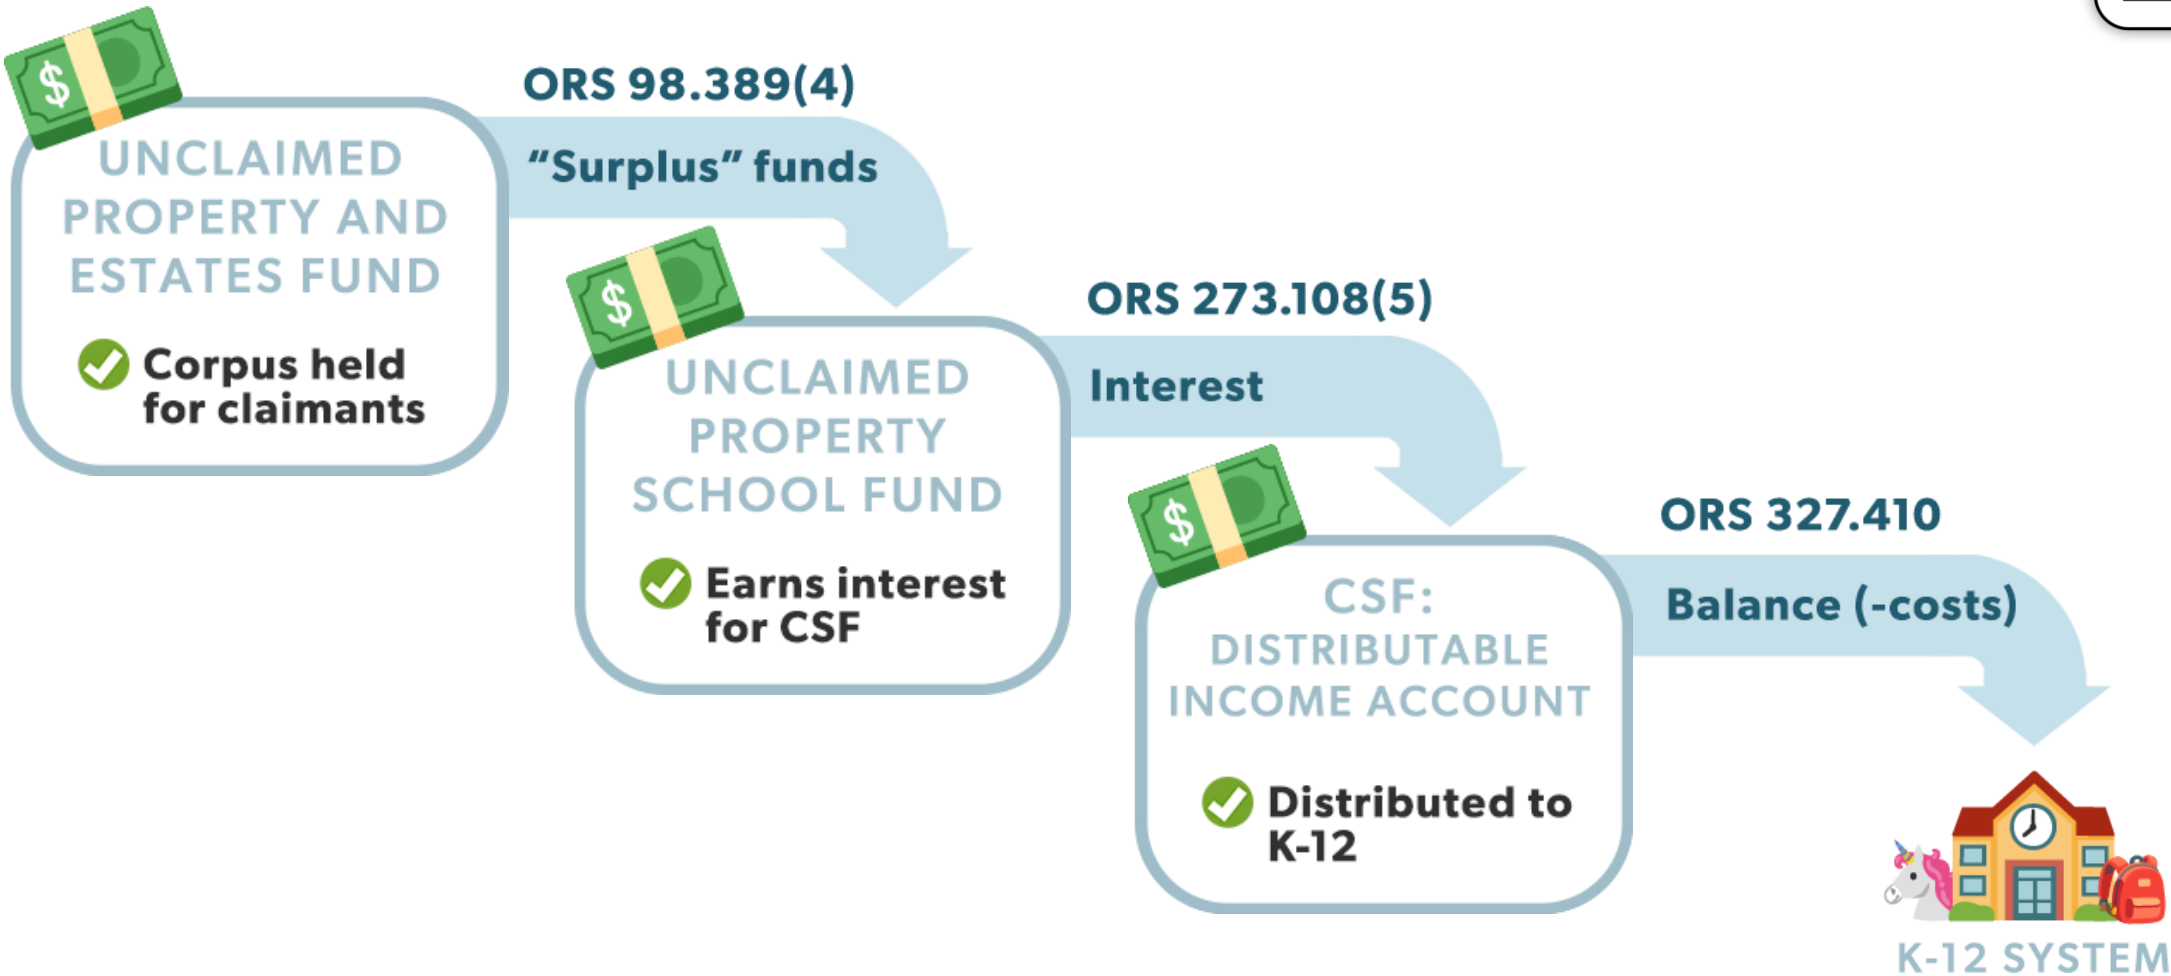 ORS 98.389(4)
"Surplus" funds
UNCLAIMED
PROPERTY AND
ESTATES FUND
Corpus held
for claimants
ORS 273.108(5)
Interest
UNCLAIMED
PROPERTY
SCHOOL FUND
Earns interest
for CSF
ORS 327.410
Balance (-costs)
CSF:
DISTRIBUTABLE
INCOME ACCOUNT
Distributed to
K-12
K-12 SYSTEM
$
$
$